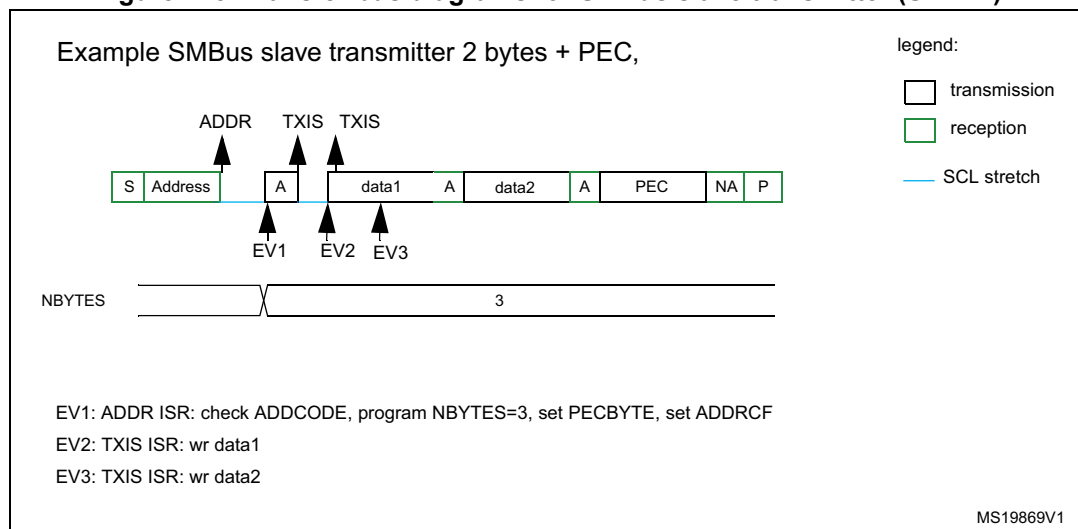 Example SMBus slave transmitter 2 bytes + PEC,
legend:
transmission
reception
SCL stretch
ADDR TXIS TXIS
S Address A data1 A data2 A PEC NA P
EV1 EV2 EV3
NBYTES 3
EV1: ADDR ISR: check ADDCODE, program NBYTES=3, set PECBYTE, set ADDRCF
EV2: TXIS ISR: wr data1
EV3: TXIS ISR: wr data2
MS19869V1